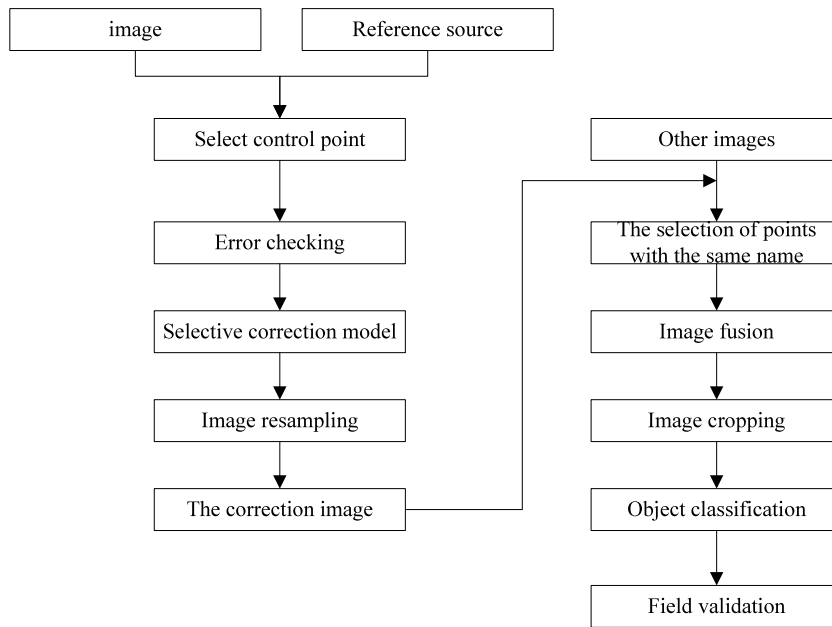 image
Reference source
Select control point
Error checking
Selective correction model
Image resampling
The correction image
Other images
The selection of points
with the same name
Image fusion
Image cropping
Object classification
Field validation